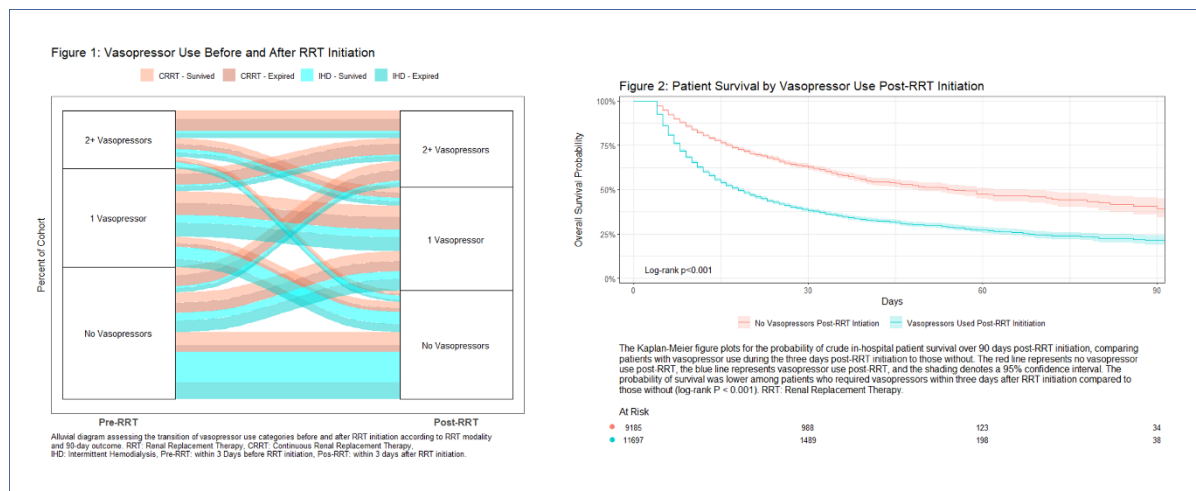 Figure 1: Vasopressor Use Before and After RRT Initiation
CRRT - Survived
CRRT - Expired
IHD - Survived
IHD - Expired
Percent of Cohort
2+ Vasopressors
1 Vasopressor
No Vasopressors
2+ Vasopressors
1 Vasopressor
No Vasopressors
Pre-RRT
Post-RRT
Alluvial diagram assessing the transition of vasopressor use categories before and after RRT initiation according to RRT modality
and 90-day outcome. RRT: Renal Replacement Therapy, CRRT: Continuous Renal Replacement Therapy,
IHD: Intermittent Hemodialysis, Pre-RRT: within 3 Days before RRT initiation, Pos-RRT: within 3 days after RRT initiation.
Figure 2: Patient Survival by Vasopressor Use Post-RRT Initiation
Overall Survival Probability
100%
75%
50%
25%
0%
Log-rank p<0.001
0
30
60
90
Days
No Vasopressors Post-RRT Intiation
Vasopressors Used Post-RRT Inititiation
The Kaplan-Meier figure plots for the probability of crude in-hospital patient survival over 90 days post-RRT initiation, comparing
patients with vasopressor use during the three days post-RRT initiation to those without. The red line represents no vasopressor
use post-RRT, the blue line represents vasopressor use post-RRT, and the shading denotes a 95% confidence interval. The
probability of survival was lower among patients who required vasopressors within three days after RRT initiation compared to
those without (log-rank P < 0.001). RRT: Renal Replacement Therapy.
At Risk
9185 988 123 34
11697 1489 198 38